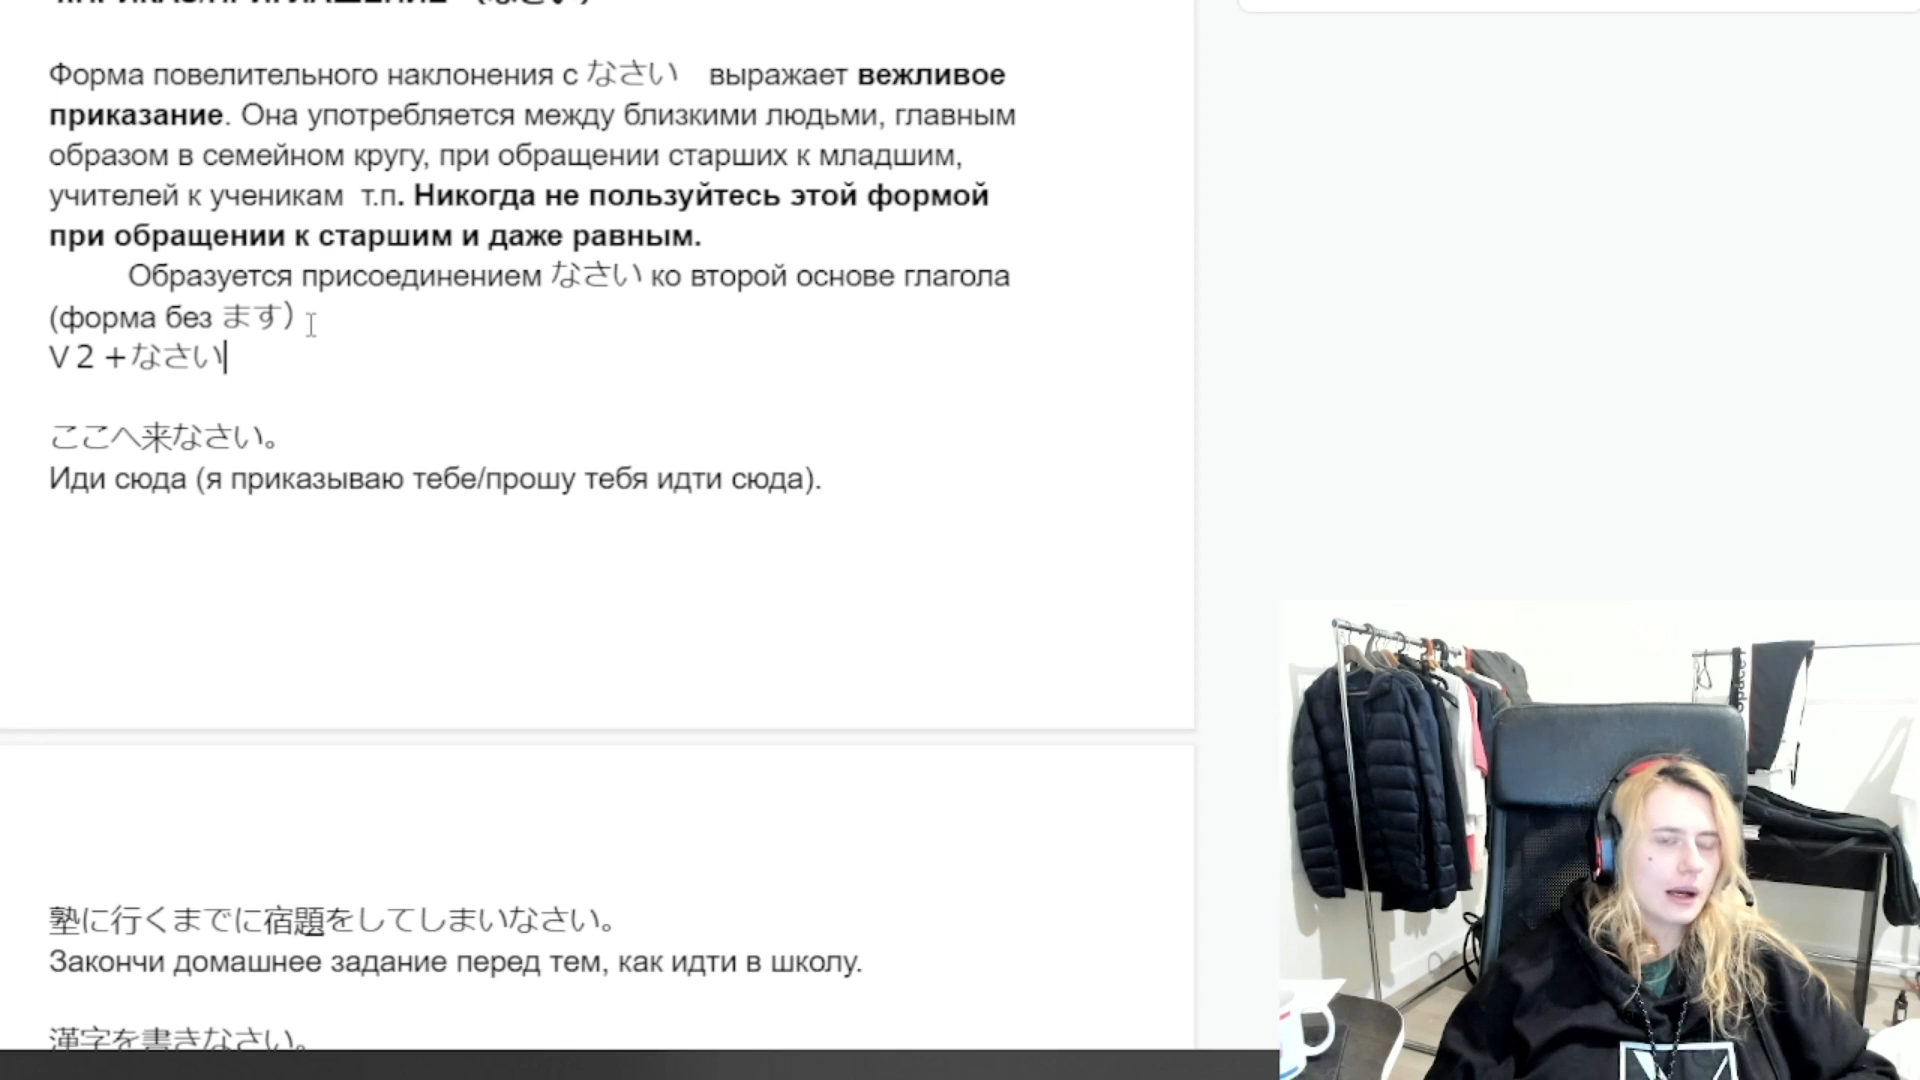 Форма повелительного наклонения с なさい　выражает вежливое
приказание. Она употребляется между близкими людьми, главным
образом в семейном кругу, при обращении старших к младшим,
учителей к ученикам  т.п. Никогда не пользуйтесь этой формой
при обращении к старшим и даже равным.
Образуется присоединением なさい ко второй основе глагола
(форма без ます）
V２＋なさい
ここへ来なさい。
Иди сюда (я приказываю тебе/прошу тебя идти сюда).
塾に行くまでに宿題をしてしまいなさい。
Закончи домашнее задание перед тем, как идти в школу.
漢字を書きなさい。